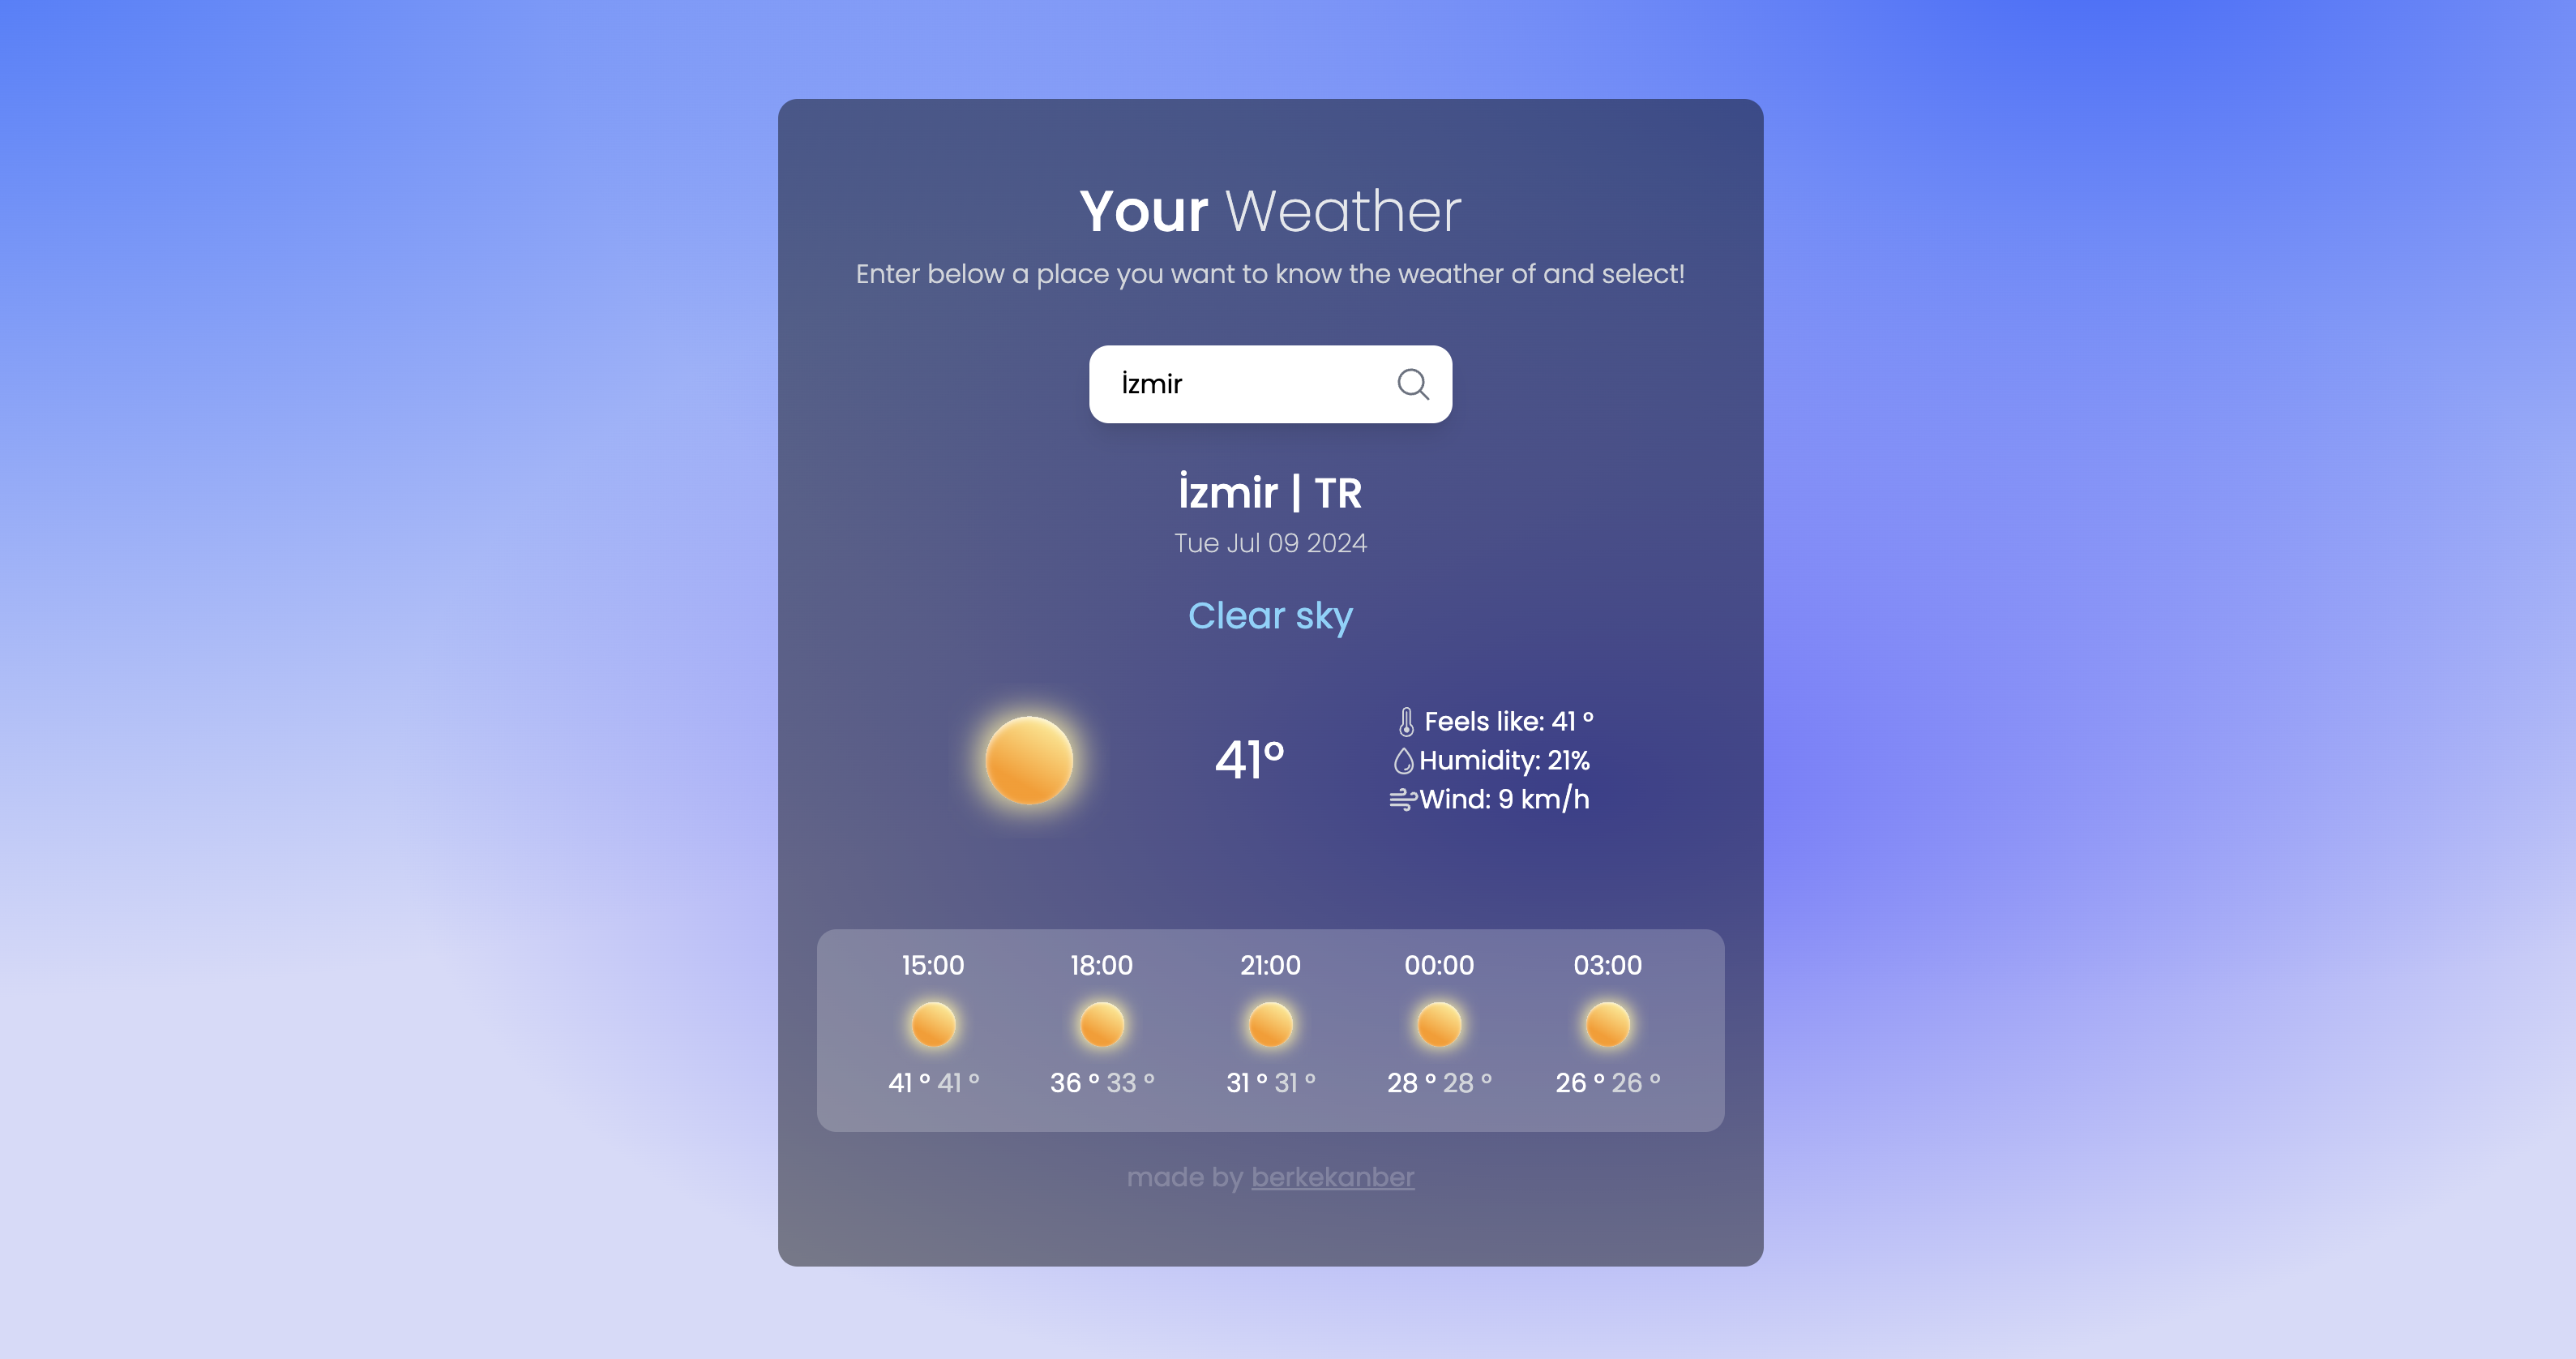 Your Weather
Enter below a place you want to know the weather of and select!
İzmir
İzmir | TR
Tue Jul 09 2024
Clear sky
41°
Feels like: 41 °
Humidity: 21%
Wind: 9 km/h
15:00 18:00 21:00 00:00 03:00
41 ° 41 ° 36 ° 33 ° 31 ° 31 ° 28 ° 28 ° 26 ° 26 °
made by berkekanber